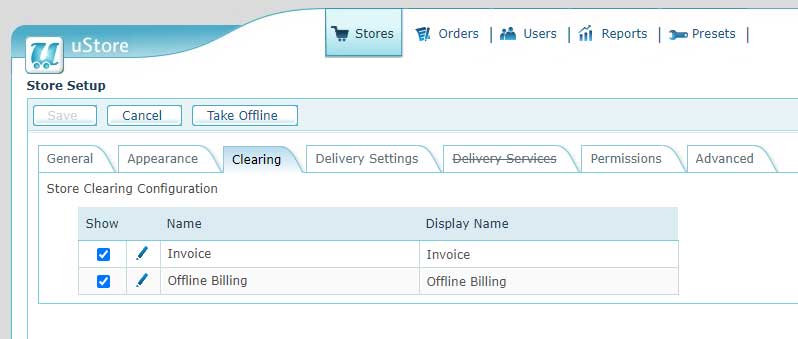 uStore
Stores Orders | Users | Reports | Presets |
Store Setup
Save Cancel Take Offline
General Appearance Clearing Delivery Settings Delivery Services Permissions Advanced
Store Clearing Configuration
Show Name Display Name
Invoice Invoice
Offline Billing Offline Billing